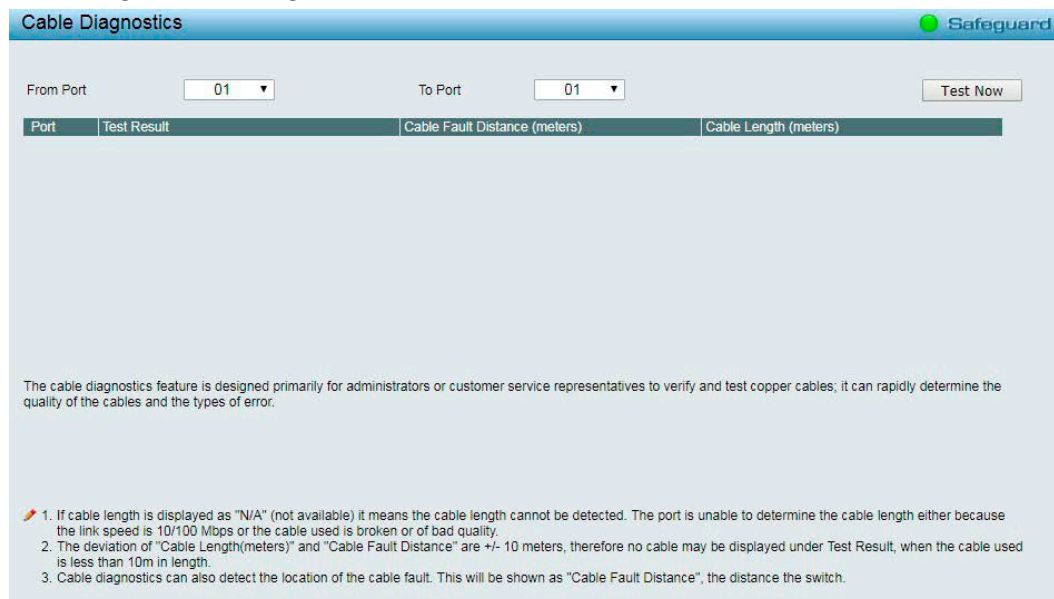 Cable Diagnostics Safeguard
From Port 01 To Port 01 Test Now
Port Test Result Cable Fault Distance (meters) Cable Length (meters)
The cable diagnostics feature is designed primarily for administrators or customer service representatives to verify and test copper cables; it can rapidly determine the
quality of the cables and the types of error.
1. If cable length is displayed as "N/A" (not available) it means the cable length cannot be detected. The port is unable to determine the cable length either because
the link speed is 10/100 Mbps or the cable used is broken or of bad quality.
2. The deviation of "Cable Length(meters)" and "Cable Fault Distance" are +/- 10 meters, therefore no cable may be displayed under Test Result, when the cable used
is less than 10m in length.
3. Cable diagnostics can also detect the location of the cable fault. This will be shown as "Cable Fault Distance", the distance the switch.